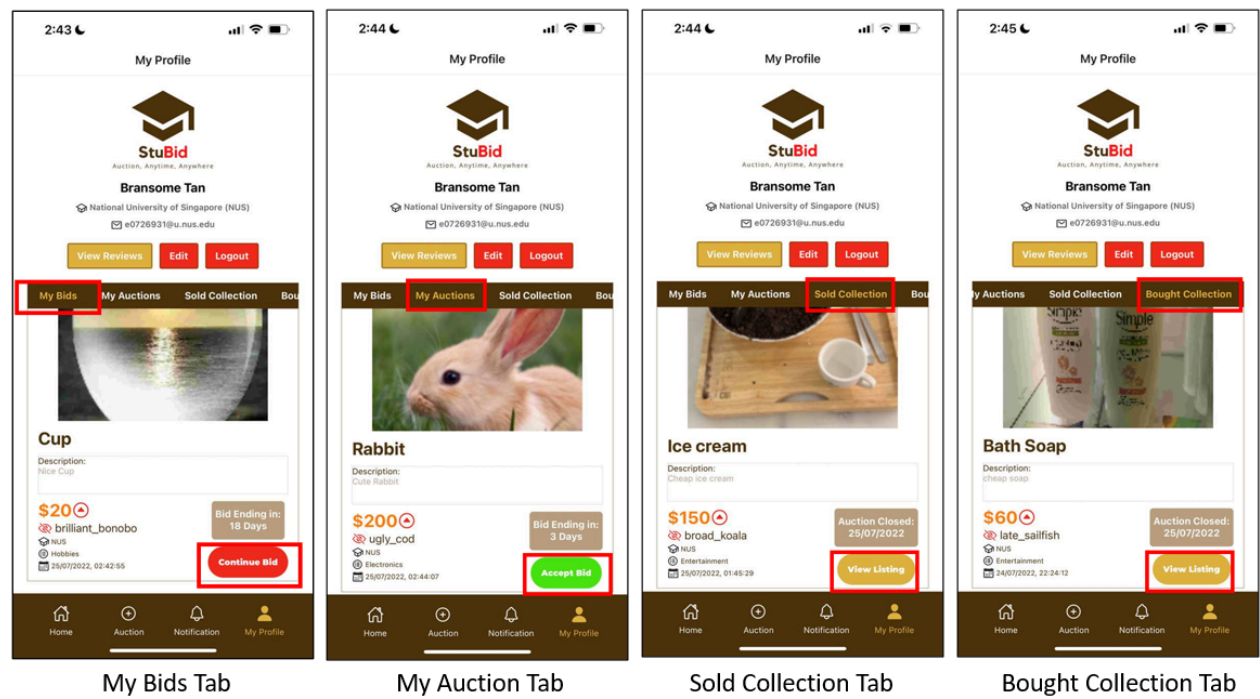 2:43
My Profile
StuBid
Auction, Anytime, Anywhere
Bransome Tan
National University of Singapore (NUS)
e0726931@u.nus.edu
View Reviews Edit Logout
My Bids My Auctions Sold Collection Bou
Cup
Description:
Nice Cup
$20
brilliant_bonobo
NUS
Hobbies
25/07/2022, 02:42:55
Bid Ending in:
18 Days
Continue Bid
Home Auction Notification My Profile
My Bids Tab
2:44
My Profile
StuBid
Auction, Anytime, Anywhere
Bransome Tan
National University of Singapore (NUS)
e0726931@u.nus.edu
View Reviews Edit Logout
My Bids My Auctions Sold Collection Bou
Rabbit
Description:
Cute Rabbit
$200
ugly_cod
NUS
Electronics
25/07/2022, 02:44:07
Bid Ending in:
3 Days
Accept Bid
Home Auction Notification My Profile
My Auction Tab
2:44
My Profile
StuBid
Auction, Anytime, Anywhere
Bransome Tan
National University of Singapore (NUS)
e0726931@u.nus.edu
View Reviews Edit Logout
My Bids My Auctions Sold Collection Bou
Ice cream
Description:
Cheap ice cream
$150
broad_koala
NUS
Entertainment
25/07/2022, 01:45:29
Auction Closed:
25/07/2022
View Listing
Home Auction Notification My Profile
Sold Collection Tab
2:45
My Profile
StuBid
Auction, Anytime, Anywhere
Bransome Tan
National University of Singapore (NUS)
e0726931@u.nus.edu
View Reviews Edit Logout
ly Auctions Sold Collection Bought Collection
Simple
Simple
Bath Soap
Description:
cheap soap
$60
late_sailfish
NUS
Entertainment
24/07/2022, 22:24:12
Auction Closed:
25/07/2022
View Listing
Home Auction Notification My Profile
Bought Collection Tab